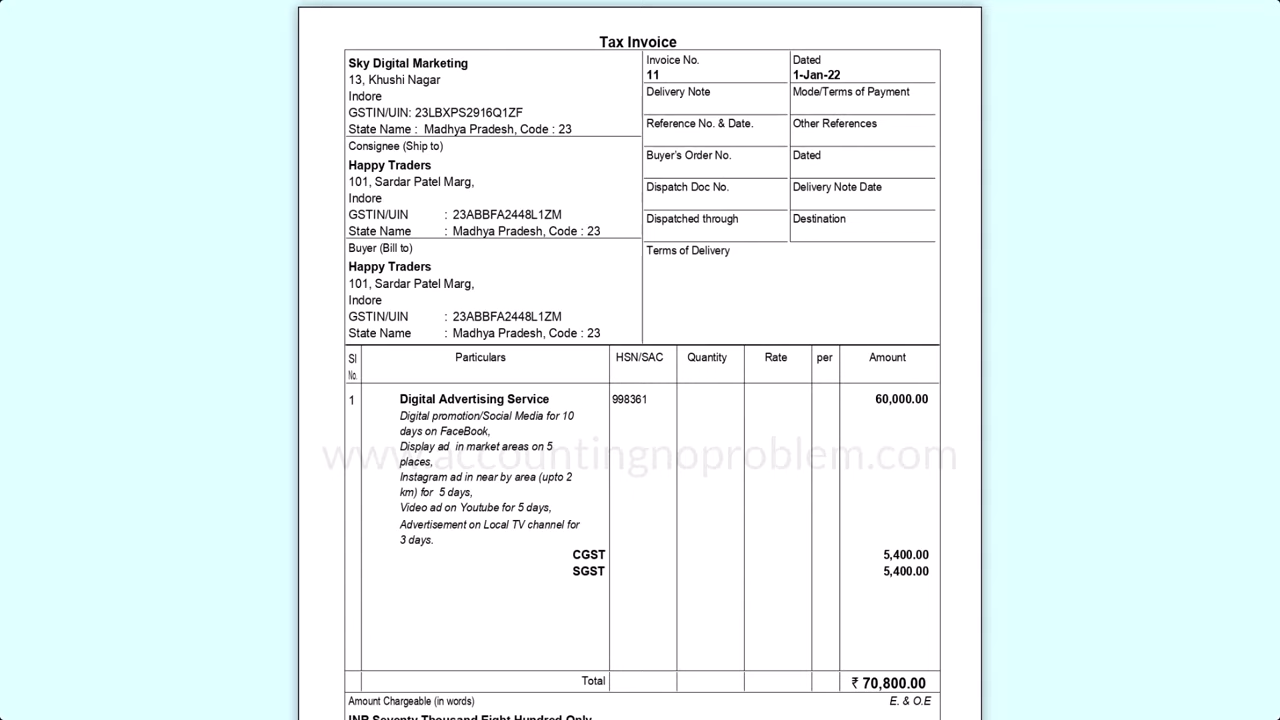 Tax Invoice
Sky Digital Marketing
13, Khushi Nagar
Indore
GSTIN/UIN: 23LBXPS2916Q1ZF
State Name : Madhya Pradesh, Code : 23
Invoice No.
11
Dated
1-Jan-22
Delivery Note
Mode/Terms of Payment
Reference No. & Date.
Other References
Buyer's Order No.
Dated
Dispatch Doc No.
Delivery Note Date
Dispatched through
Destination
Terms of Delivery
Consignee (Ship to)
Happy Traders
101, Sardar Patel Marg,
Indore
GSTIN/UIN : 23ABBFA2448L1ZM
State Name : Madhya Pradesh, Code : 23
Buyer (Bill to)
Happy Traders
101, Sardar Patel Marg,
Indore
GSTIN/UIN : 23ABBFA2448L1ZM
State Name : Madhya Pradesh, Code : 23
Sl No. Particulars HSN/SAC Quantity Rate per Amount
1 Digital Advertising Service 998361 60,000.00
Digital promotion/Social Media for 10
days on FaceBook,
Display ad in market areas on 5
places,
Instagram ad in near by area (upto 2
km) for 5 days,
Video ad on Youtube for 5 days,
Advertisement on Local TV channel for
3 days.
CGST 5,400.00
SGST 5,400.00
Total ₹ 70,800.00
Amount Chargeable (in words) E. & O.E
INR Seventy Thousand Eight Hundred Only
www.accountingnoproblem.com